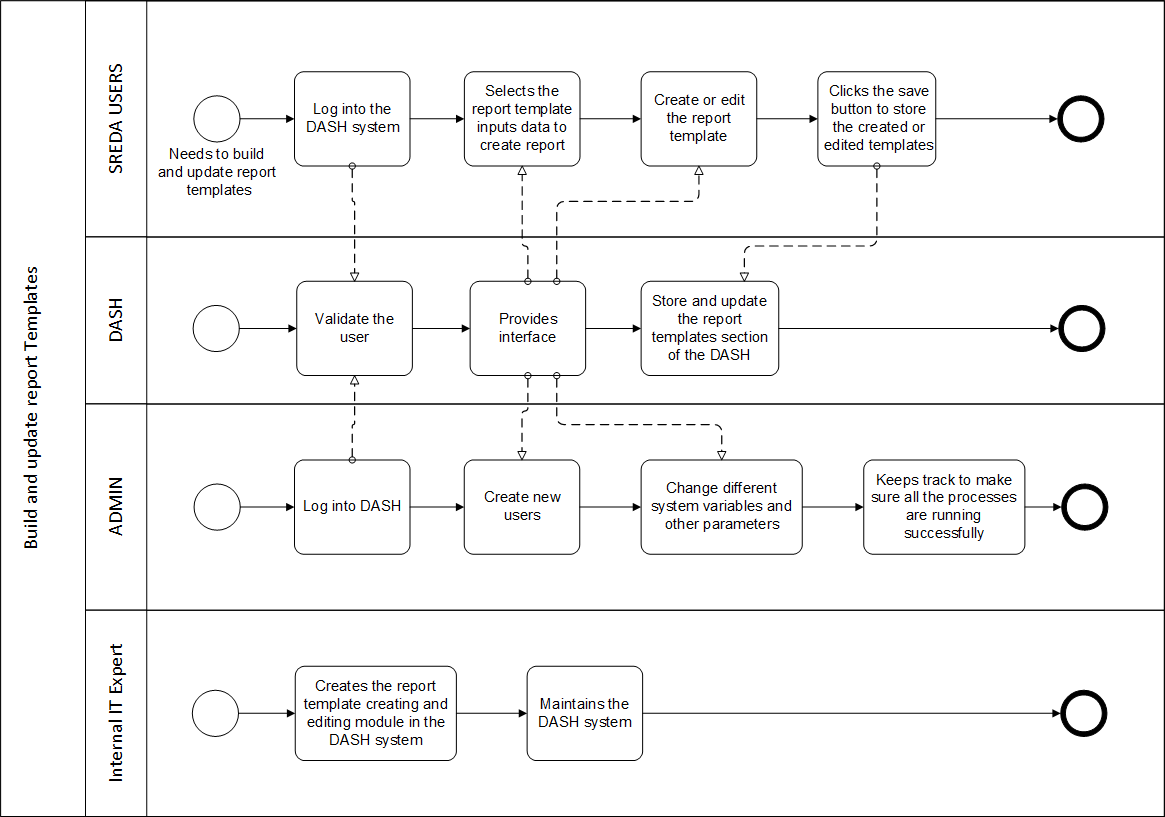 Build and update report Templates
SREDA USERS
Needs to build
and update report
templates
Log into the
DASH system
Selects the
report template
inputs data to
create report
Create or edit
the report
template
Clicks the save
button to store
the created or
edited templates
DASH
Validate the
user
Provides
interface
Store and update
the report
templates section
of the DASH
ADMIN
Log into DASH
Create new
users
Change different
system variables and
other parameters
Keeps track to make
sure all the processes
are running
successfully
Internal IT Expert
Creates the report
template creating and
editing module in the
DASH system
Maintains the
DASH system